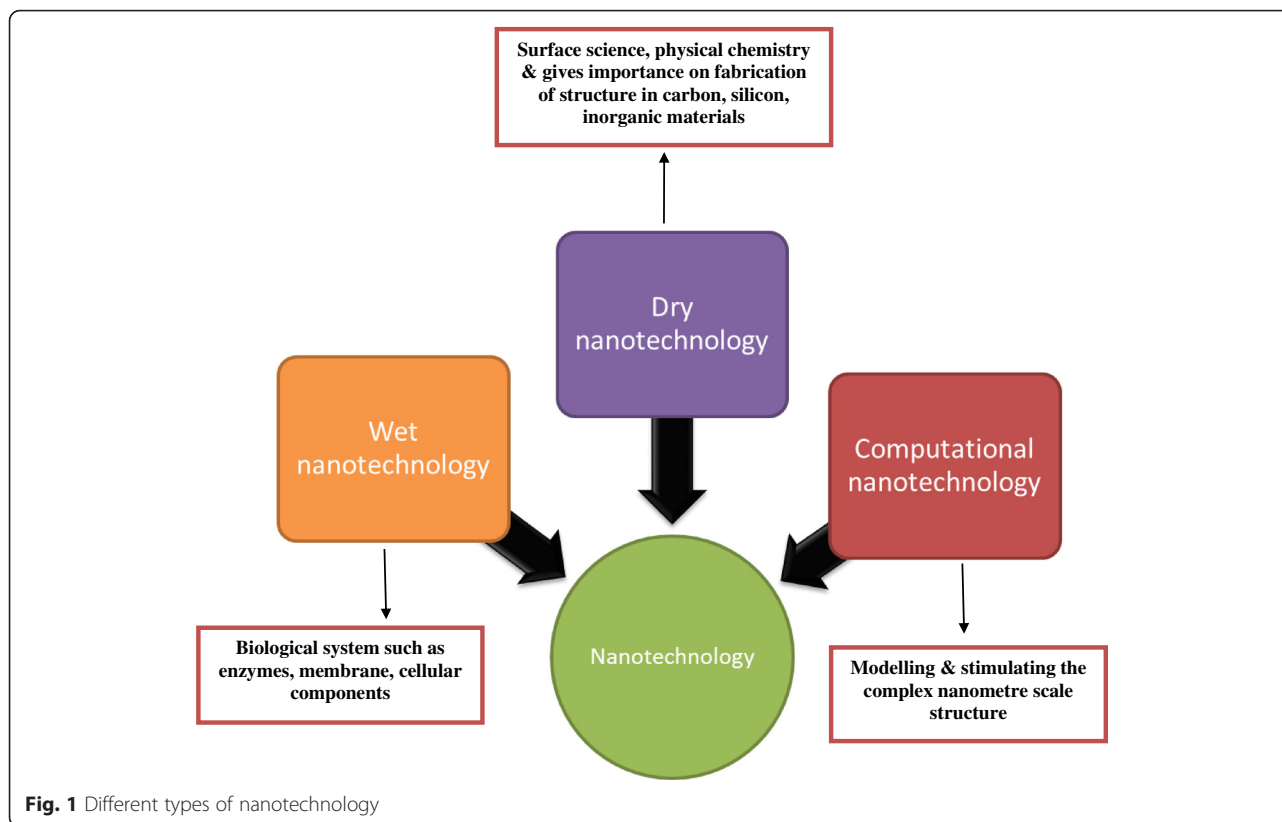 Surface science, physical chemistry
& gives importance on fabrication
of structure in carbon, silicon,
inorganic materials
Dry
nanotechnology
Wet
nanotechnology
Computational
nanotechnology
Nanotechnology
Biological system such as
enzymes, membrane, cellular
components
Modelling & stimulating the
complex nanometre scale
structure
Fig. 1 Different types of nanotechnology